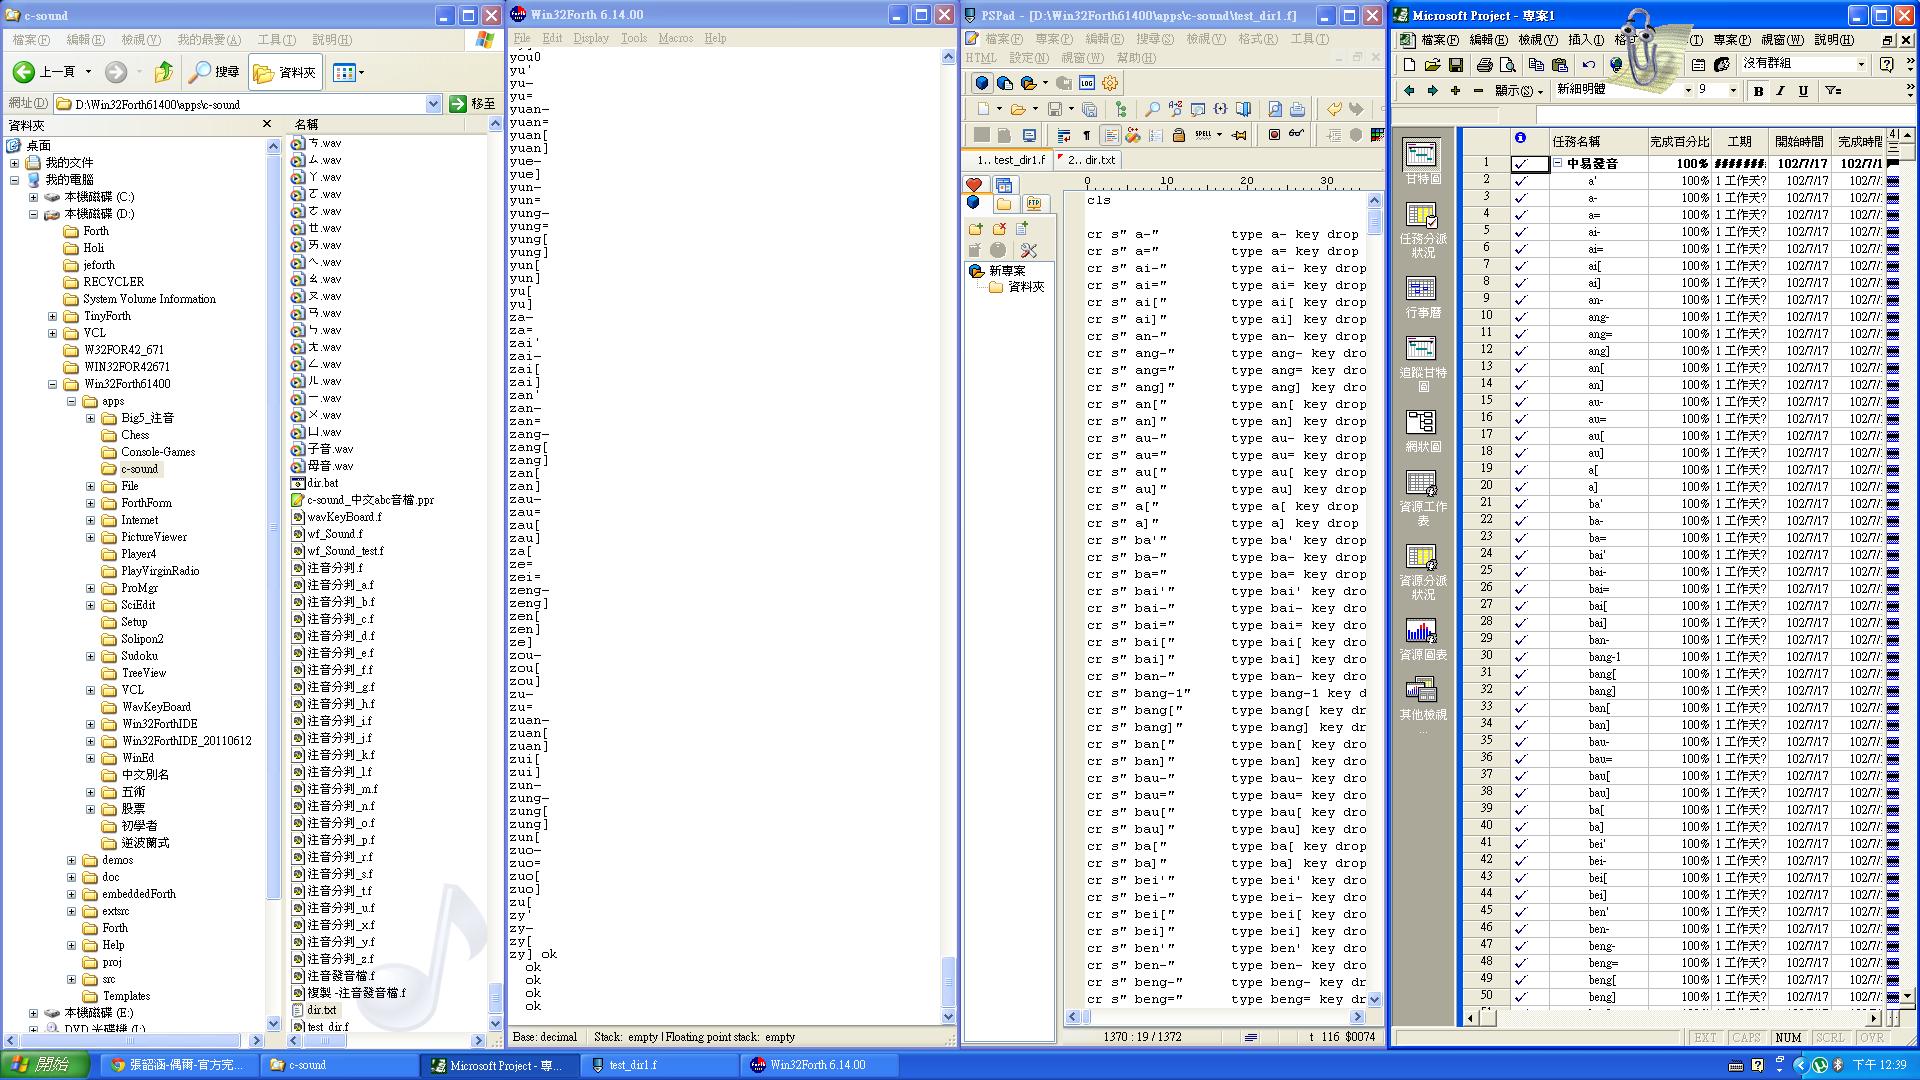 c-sound
檔案(F) 編輯(E) 檢視(V) 我的最愛(A) 工具(T) 說明(H)
上一頁 搜尋 資料夾
網址(D) D:\Win32Forth61400\apps\c-sound 移至
資料夾
桌面
我的文件
我的電腦
本機磁碟 (C:)
本機磁碟 (D:)
Forth
Holi
jeforth
RECYCLER
System Volume Information
TinyForth
VCL
W32FOR42_671
WIN32FOR42671
Win32Forth61400
apps
Big5_注音
Chess
Console-Games
c-sound
File
ForthForm
Internet
PictureViewer
Player4
PlayVirginRadio
ProMgr
SciEdit
Setup
Solipon2
Sudoku
TreeView
VCL
WavKeyBoard
Win32ForthIDE
Win32ForthIDE_20110612
WinEd
中文別名
五術
股票
初學者
逆波蘭式
demos
doc
embeddedForth
extsrc
Forth
Help
proj
src
Templates
本機磁碟 (E:)
DVD 光碟機 (I:)
名稱
ㄘ.wav
ㄙ.wav
ㄚ.wav
ㄛ.wav
ㄜ.wav
ㄝ.wav
ㄞ.wav
ㄟ.wav
ㄠ.wav
ㄡ.wav
ㄢ.wav
ㄣ.wav
ㄤ.wav
ㄥ.wav
ㄦ.wav
ㄧ.wav
ㄨ.wav
ㄩ.wav
子音.wav
母音.wav
dir.bat
c-sound_中文abc音檔.ppr
wavKeyBoard.f
wf_Sound.f
wf_Sound_test.f
注音分判.f
注音分判_a.f
注音分判_b.f
注音分判_c.f
注音分判_d.f
注音分判_e.f
注音分判_f.f
注音分判_g.f
注音分判_h.f
注音分判_i.f
注音分判_j.f
注音分判_k.f
注音分判_l.f
注音分判_m.f
注音分判_n.f
注音分判_o.f
注音分判_p.f
注音分判_r.f
注音分判_s.f
注音分判_t.f
注音分判_u.f
注音分判_x.f
注音分判_y.f
注音分判_z.f
注音發音檔.f
複製 -注音發音檔.f
dir.txt
test_dir.f
Win32Forth 6.14.00
File Edit Display Tools Macros Help
you0
yu'
yu-
yu=
yuan-
yuan=
yuan[
yuan]
yue-
yue]
yun-
yun=
yung-
yung=
yung[
yung]
yun[
yun]
yu[
yu]
za-
za=
zai'
zai-
zai[
zai]
zan'
zan-
zan=
zang-
zang[
zang]
zan[
zan]
zau-
zau=
zau[
zau]
za[
ze=
zei=
zeng-
zeng]
zen[
zen]
ze]
zou-
zou[
zou]
zu-
zu=
zuan-
zuan[
zuan]
zui[
zui]
zun-
zung-
zung[
zung]
zun[
zuo-
zuo=
zuo[
zuo]
zu[
zy'
zy-
zy[
zy] ok
ok
ok
ok
ok
Base: decimal Stack: empty | Floating point stack: empty
PSPad - [D:\Win32Forth61400\apps\c-sound\test_dir1.f]
檔案(F) 專案(P) 編輯(E) 搜尋(S) 檢視(V) 格式(R) 工具(T)
HTML 設定(W) 視窗(W) 幫助(H)
1.. test_dir1.f 2.. dir.txt
新專案
資料夾
0 10 20 30
cls
cr s" a-" type a- key drop
cr s" a=" type a= key drop
cr s" ai-" type ai- key drop
cr s" ai=" type ai= key drop
cr s" ai[" type ai[ key drop
cr s" ai]" type ai] key drop
cr s" an-" type an- key drop
cr s" ang-" type ang- key dro
cr s" ang=" type ang= key dro
cr s" ang]" type ang] key dro
cr s" an[" type an[ key drop
cr s" an]" type an] key drop
cr s" au-" type au- key drop
cr s" au=" type au= key drop
cr s" au[" type au[ key drop
cr s" au]" type au] key drop
cr s" a[" type a[ key drop
cr s" a]" type a] key drop
cr s" ba'" type ba' key drop
cr s" ba-" type ba- key drop
cr s" ba=" type ba= key drop
cr s" bai'" type bai' key dro
cr s" bai-" type bai- key dro
cr s" bai=" type bai= key dro
cr s" bai[" type bai[ key dro
cr s" bai]" type bai] key dro
cr s" ban-" type ban- key dro
cr s" bang-1" type bang-1 key d
cr s" bang[" type bang[ key dr
cr s" bang]" type bang] key dr
cr s" ban[" type ban[ key dro
cr s" ban]" type ban] key dro
cr s" bau-" type bau- key dro
cr s" bau=" type bau= key dro
cr s" bau[" type bau[ key dro
cr s" bau]" type bau] key dro
cr s" ba[" type ba[ key drop
cr s" ba]" type ba] key drop
cr s" bei'" type bei' key dro
cr s" bei-" type bei- key dro
cr s" bei[" type bei[ key dro
cr s" bei]" type bei] key dro
cr s" ben'" type ben' key dro
cr s" ben-" type ben- key dro
cr s" beng-" type beng- key dr
cr s" beng=" type beng= key dr
1370 : 19 / 1372 t 116 $0074
Microsoft Project - 專案1
檔案(F) 編輯(E) 檢視(V) 插入(I) 格式 (T) 專案(P) 視窗(W) 說明(H)
沒有群組
顯示(S) 新細明體 9 B I U
甘特圖
任務分派狀況
行事曆
追蹤甘特圖
網狀圖
資源工作表
資源分派狀況
資源圖表
其他檢視...
任務名稱 完成百分比 工期 開始時間 完成時間
1 中易發音 100% ####### 102/7/17 102/7/1
2 a' 100% 1 工作天? 102/7/17 102/7/
3 a- 100% 1 工作天? 102/7/17 102/7/
4 a= 100% 1 工作天? 102/7/17 102/7/
5 ai- 100% 1 工作天? 102/7/17 102/7/
6 ai= 100% 1 工作天? 102/7/17 102/7/
7 ai[ 100% 1 工作天? 102/7/17 102/7/
8 ai] 100% 1 工作天? 102/7/17 102/7/
9 an- 100% 1 工作天? 102/7/17 102/7/
10 ang- 100% 1 工作天? 102/7/17 102/7/
11 ang= 100% 1 工作天? 102/7/17 102/7/
12 ang] 100% 1 工作天? 102/7/17 102/7/
13 an[ 100% 1 工作天? 102/7/17 102/7/
14 an] 100% 1 工作天? 102/7/17 102/7/
15 au- 100% 1 工作天? 102/7/17 102/7/
16 au= 100% 1 工作天? 102/7/17 102/7/
17 au[ 100% 1 工作天? 102/7/17 102/7/
18 au] 100% 1 工作天? 102/7/17 102/7/
19 a[ 100% 1 工作天? 102/7/17 102/7/
20 a] 100% 1 工作天? 102/7/17 102/7/
21 ba' 100% 1 工作天? 102/7/17 102/7/
22 ba- 100% 1 工作天? 102/7/17 102/7/
23 ba= 100% 1 工作天? 102/7/17 102/7/
24 bai' 100% 1 工作天? 102/7/17 102/7/
25 bai- 100% 1 工作天? 102/7/17 102/7/
26 bai= 100% 1 工作天? 102/7/17 102/7/
27 bai[ 100% 1 工作天? 102/7/17 102/7/
28 bai] 100% 1 工作天? 102/7/17 102/7/
29 ban- 100% 1 工作天? 102/7/17 102/7/
30 bang-1 100% 1 工作天? 102/7/17 102/7/
31 bang[ 100% 1 工作天? 102/7/17 102/7/
32 bang] 100% 1 工作天? 102/7/17 102/7/
33 ban[ 100% 1 工作天? 102/7/17 102/7/
34 ban] 100% 1 工作天? 102/7/17 102/7/
35 bau- 100% 1 工作天? 102/7/17 102/7/
36 bau= 100% 1 工作天? 102/7/17 102/7/
37 bau[ 100% 1 工作天? 102/7/17 102/7/
38 bau] 100% 1 工作天? 102/7/17 102/7/
39 ba[ 100% 1 工作天? 102/7/17 102/7/
40 ba] 100% 1 工作天? 102/7/17 102/7/
41 bei' 100% 1 工作天? 102/7/17 102/7/
42 bei- 100% 1 工作天? 102/7/17 102/7/
43 bei[ 100% 1 工作天? 102/7/17 102/7/
44 bei] 100% 1 工作天? 102/7/17 102/7/
45 ben' 100% 1 工作天? 102/7/17 102/7/
46 ben- 100% 1 工作天? 102/7/17 102/7/
47 beng- 100% 1 工作天? 102/7/17 102/7/
48 beng= 100% 1 工作天? 102/7/17 102/7/
49 beng[ 100% 1 工作天? 102/7/17 102/7/
50 beng] 100% 1 工作天? 102/7/17 102/7/
EXT CAPS NUM SCRL OVR
開始 張韶涵-偶爾-官方完... c-sound Microsoft Project - 專... test_dir1.f Win32Forth 6.14.00 下午 12:39